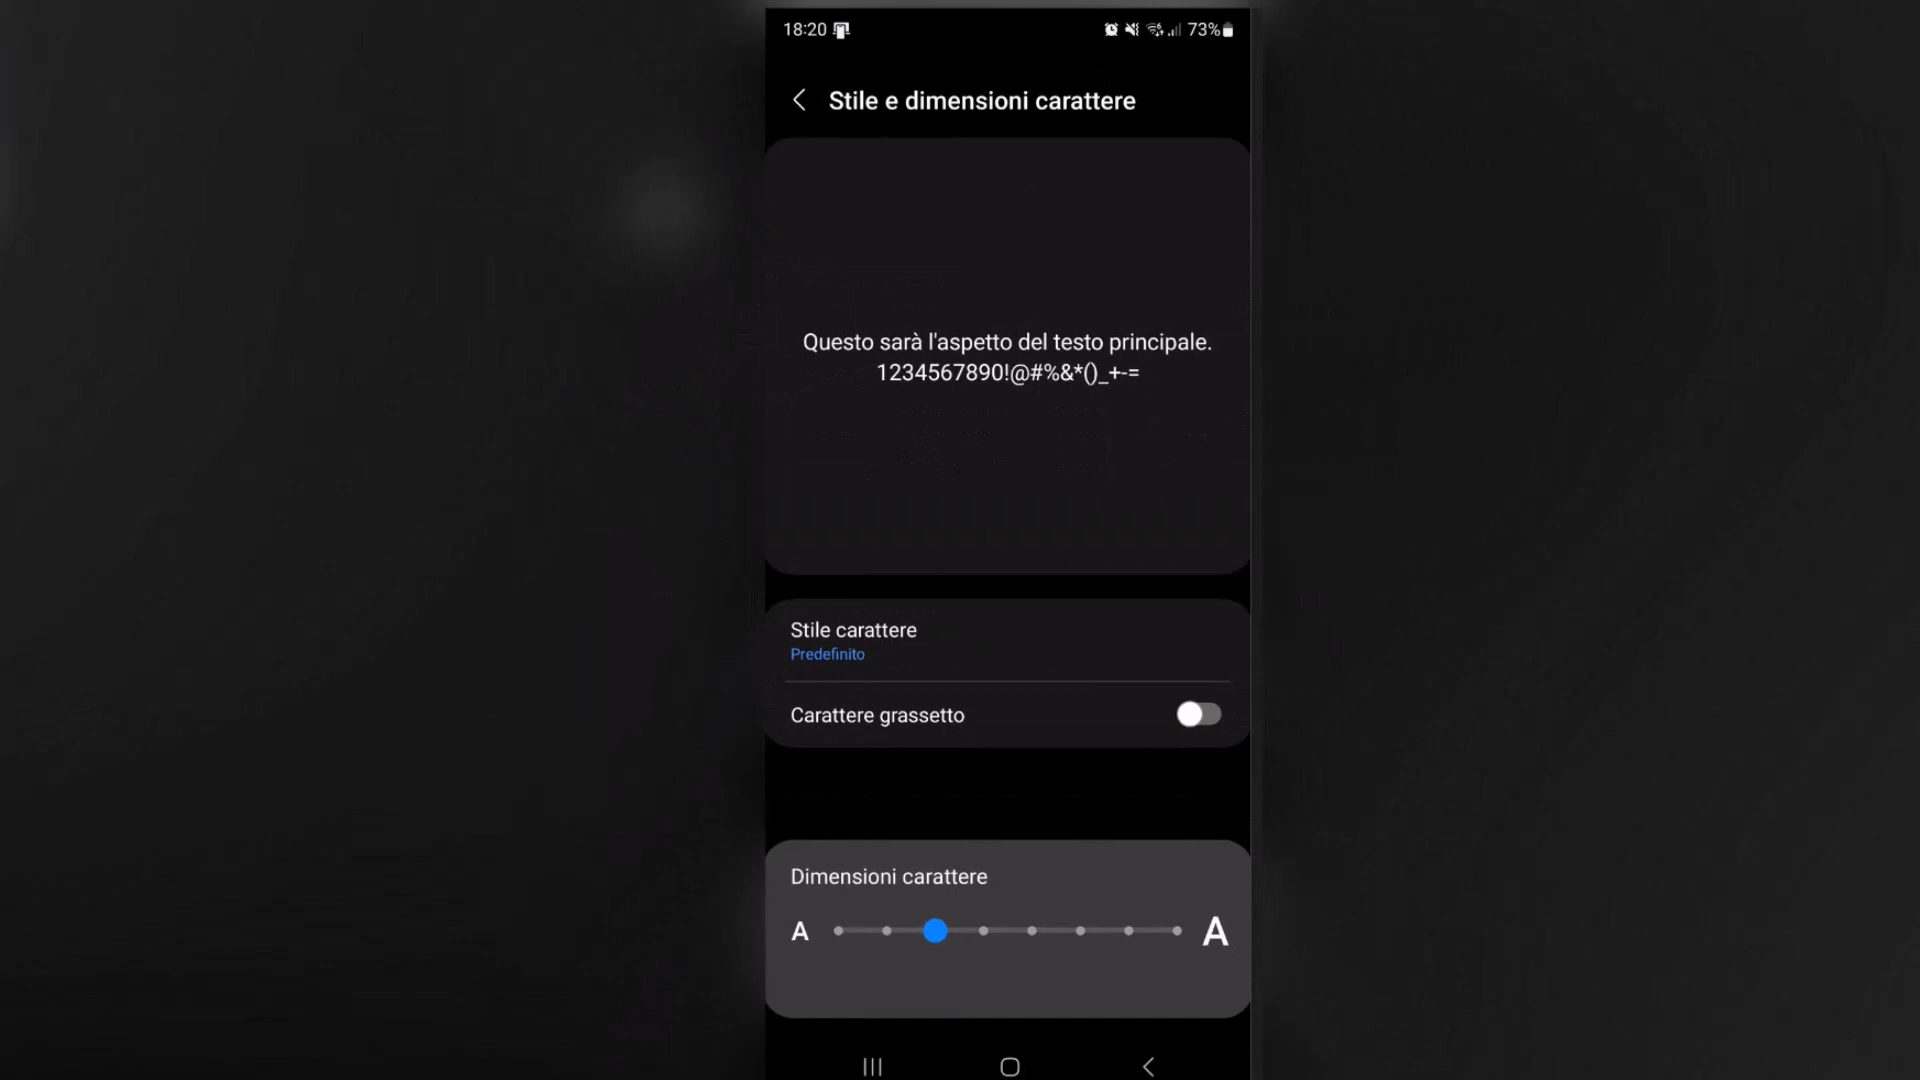 18:20 73%
Stile e dimensioni carattere
Questo sarà l'aspetto del testo principale.
1234567890!@#%&*()_+-=
Stile carattere
Predefinito
Carattere grassetto
Dimensioni carattere
A A